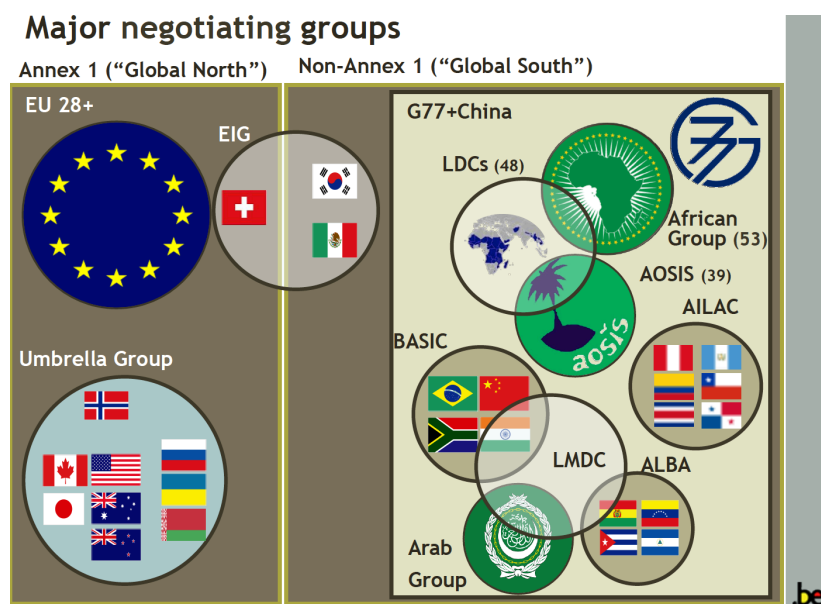 Major negotiating groups
Annex 1 (“Global North”)
Non-Annex 1 (“Global South”)
EU 28+
EIG
G77+China
LDCs (48)
African
Group (53)
AOSIS (39)
aosis
AILAC
BASIC
Umbrella Group
LMDC
ALBA
Arab
Group
.be